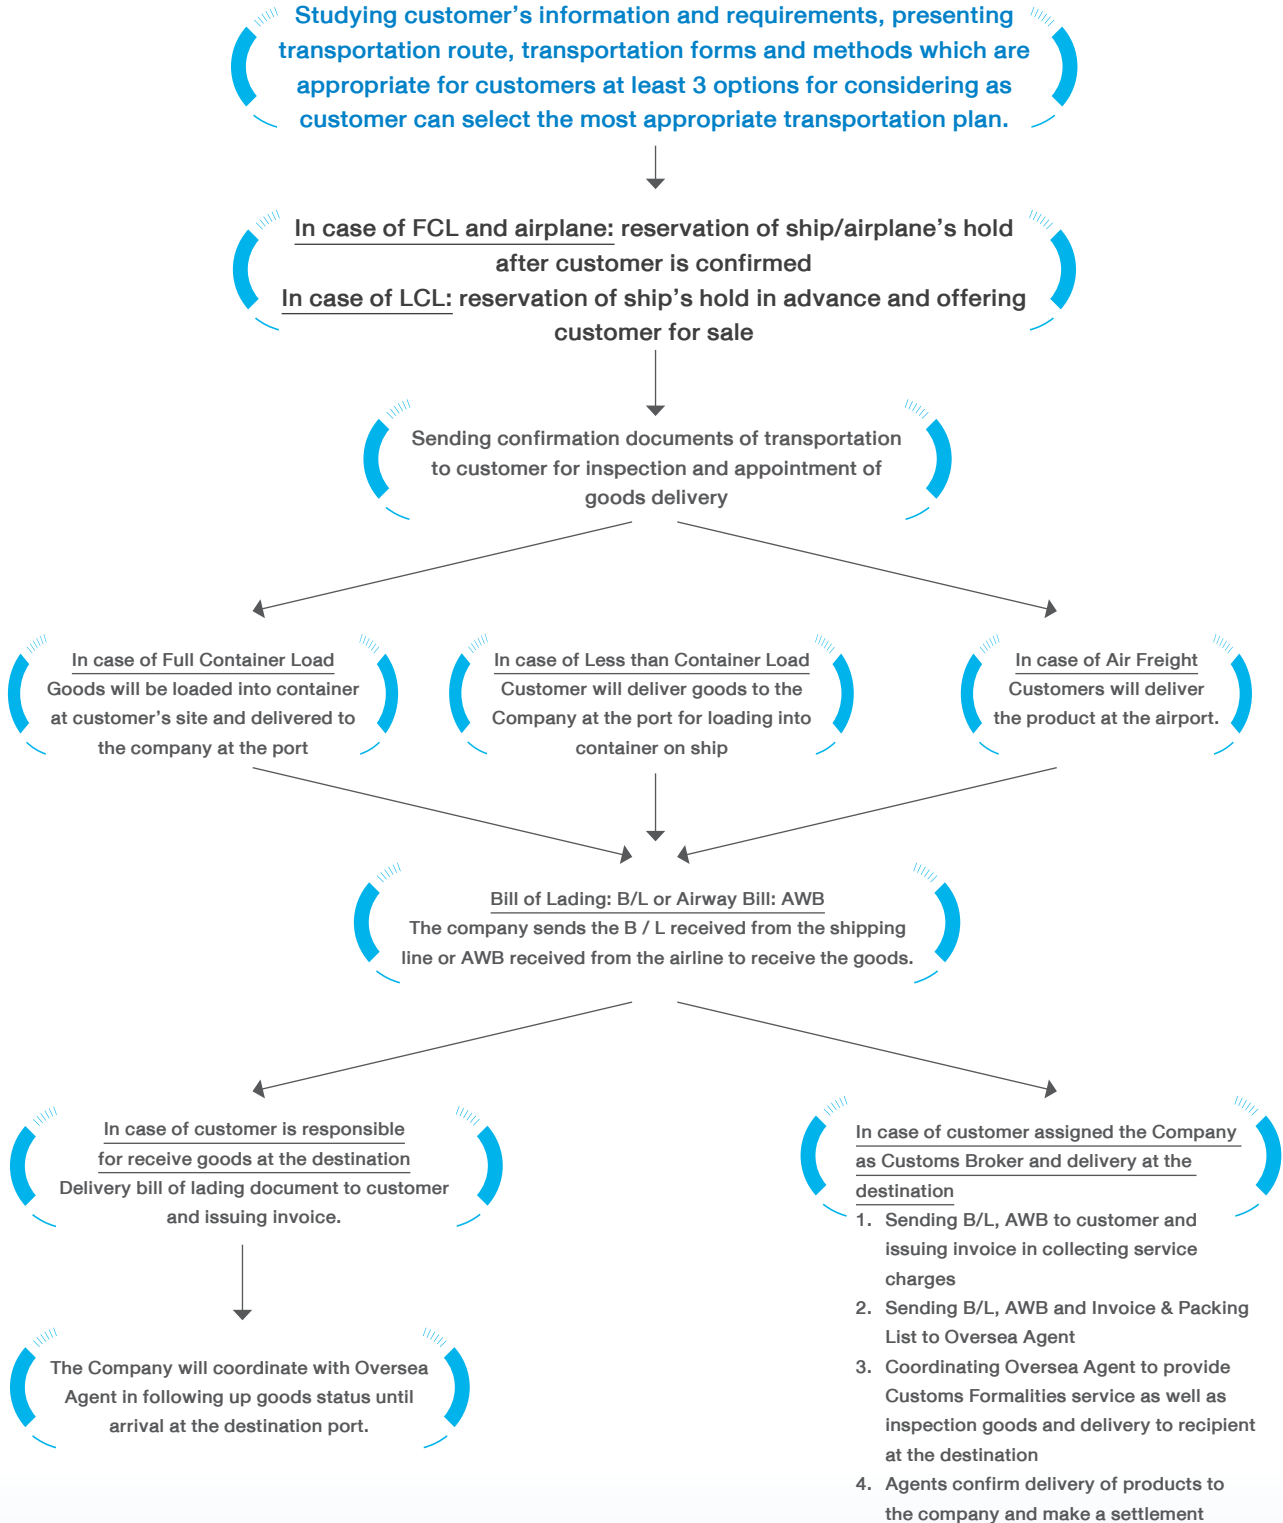 Studying customer's information and requirements, presenting
transportation route, transportation forms and methods which are
appropriate for customers at least 3 options for considering as
customer can select the most appropriate transportation plan.
In case of FCL and airplane: reservation of ship/airplane's hold
after customer is confirmed
In case of LCL: reservation of ship's hold in advance and offering
customer for sale
Sending confirmation documents of transportation
to customer for inspection and appointment of
goods delivery
In case of Full Container Load
Goods will be loaded into container
at customer's site and delivered to
the company at the port
In case of Less than Container Load
Customer will deliver goods to the
Company at the port for loading into
container on ship
In case of Air Freight
Customers will deliver
the product at the airport.
Bill of Lading: B/L or Airway Bill: AWB
The company sends the B / L received from the shipping
line or AWB received from the airline to receive the goods.
In case of customer is responsible
for receive goods at the destination
Delivery bill of lading document to customer
and issuing invoice.
The Company will coordinate with Oversea
Agent in following up goods status until
arrival at the destination port.
In case of customer assigned the Company
as Customs Broker and delivery at the
destination
1. Sending B/L, AWB to customer and
issuing invoice in collecting service
charges
2. Sending B/L, AWB and Invoice & Packing
List to Oversea Agent
3. Coordinating Oversea Agent to provide
Customs Formalities service as well as
inspection goods and delivery to recipient
at the destination
4. Agents confirm delivery of products to
the company and make a settlement